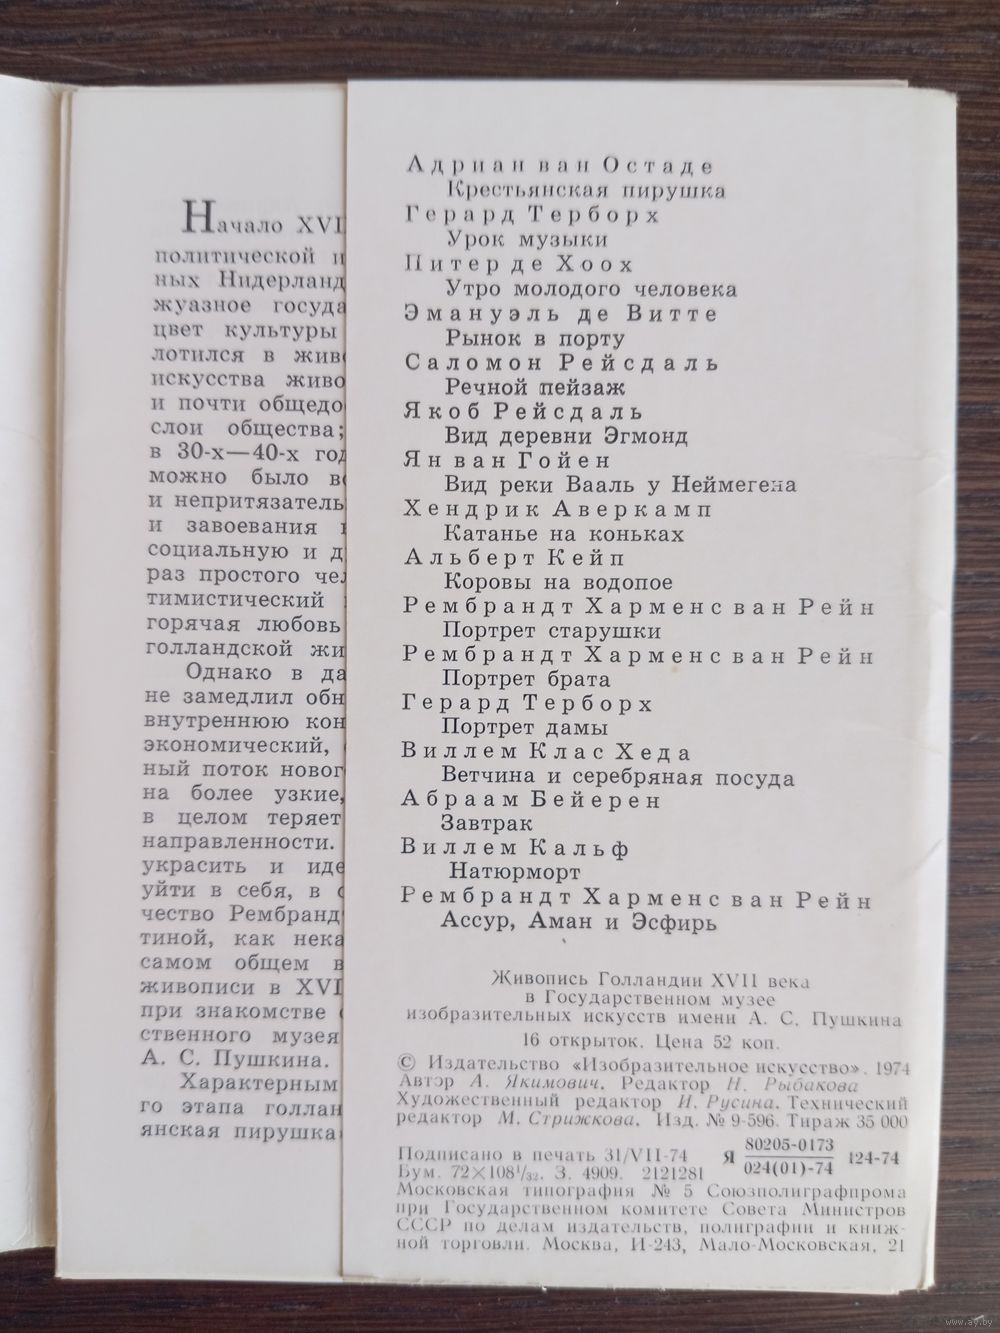 Начало XVII
политической и
ных Нидерланд
жуазное госуда
цвет культуры
лотился в жив
искусства живо
и почти общедо
слои общества;
в 30-х—40-х год
можно было в
и непритязатель
и завоевания
социальную и д
раз простого че
тимистический
горячая любовь
голландской жи
Однако в да
не замедлил обн
внутреннюю кон
экономический,
ный поток новог
на более узкие,
в целом теряет
направленности.
украсить и иде
уйти в себя, в с
чество Рембранд
тиной, как нека
самом общем в
живописи в XVI
при знакомстве
ственного музея
А. С. Пушкина.
Характерным
го этапа голлан
янская пирушка
Адриан ван Остаде
Крестьянская пирушка
Герард Терборх
Урок музыки
Питер де Хоох
Утро молодого человека
Эмануэль де Витте
Рынок в порту
Саломон Рейсдаль
Речной пейзаж
Якоб Рейсдаль
Вид деревни Эгмонд
Ян ван Гойен
Вид реки Вааль у Неймегена
Хендрик Аверкамп
Катанье на коньках
Альберт Кейп
Коровы на водопое
Рембрандт Харменс ван Рейн
Портрет старушки
Рембрандт Харменс ван Рейн
Портрет брата
Герард Терборх
Портрет дамы
Виллем Клас Хеда
Ветчина и серебряная посуда
Абраам Бейерен
Завтрак
Виллем Кальф
Натюрморт
Рембрандт Харменс ван Рейн
Ассур, Аман и Эсфирь
Живопись Голландии XVII века
в Государственном музее
изобразительных искусств имени А. С. Пушкина
16 открыток. Цена 52 коп.
© Издательство «Изобразительное искусство». 1974
Автор А. Якимович. Редактор Н. Рыбакова
Художественный редактор И. Русина. Технический
редактор М. Стрижкова. Изд. № 9-596. Тираж 35 000
Подписано в печать 31/VII-74 Я 80205-0173/024(01)-74 124-74
Бум. 72×108¹/₃₂. З. 4909. 2121281
Московская типография № 5 Союзполиграфпрома
при Государственном комитете Совета Министров
СССР по делам издательств, полиграфии и книж-
ной торговли. Москва, И-243, Мало-Московская, 21
www.ay.by